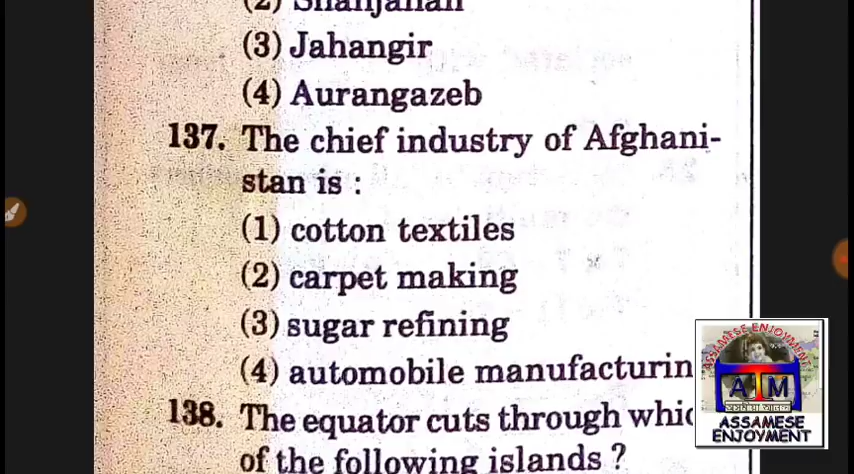 (2) Shahjahan
(3) Jahangir
(4) Aurangazeb
137. The chief industry of Afghani-
stan is :
(1) cotton textiles
(2) carpet making
(3) sugar refining
(4) automobile manufacturin
138. The equator cuts through whic
of the following islands ?
ASSAMESE ENJOYMENT
ATM
ASSAMESE
ENJOYMENT